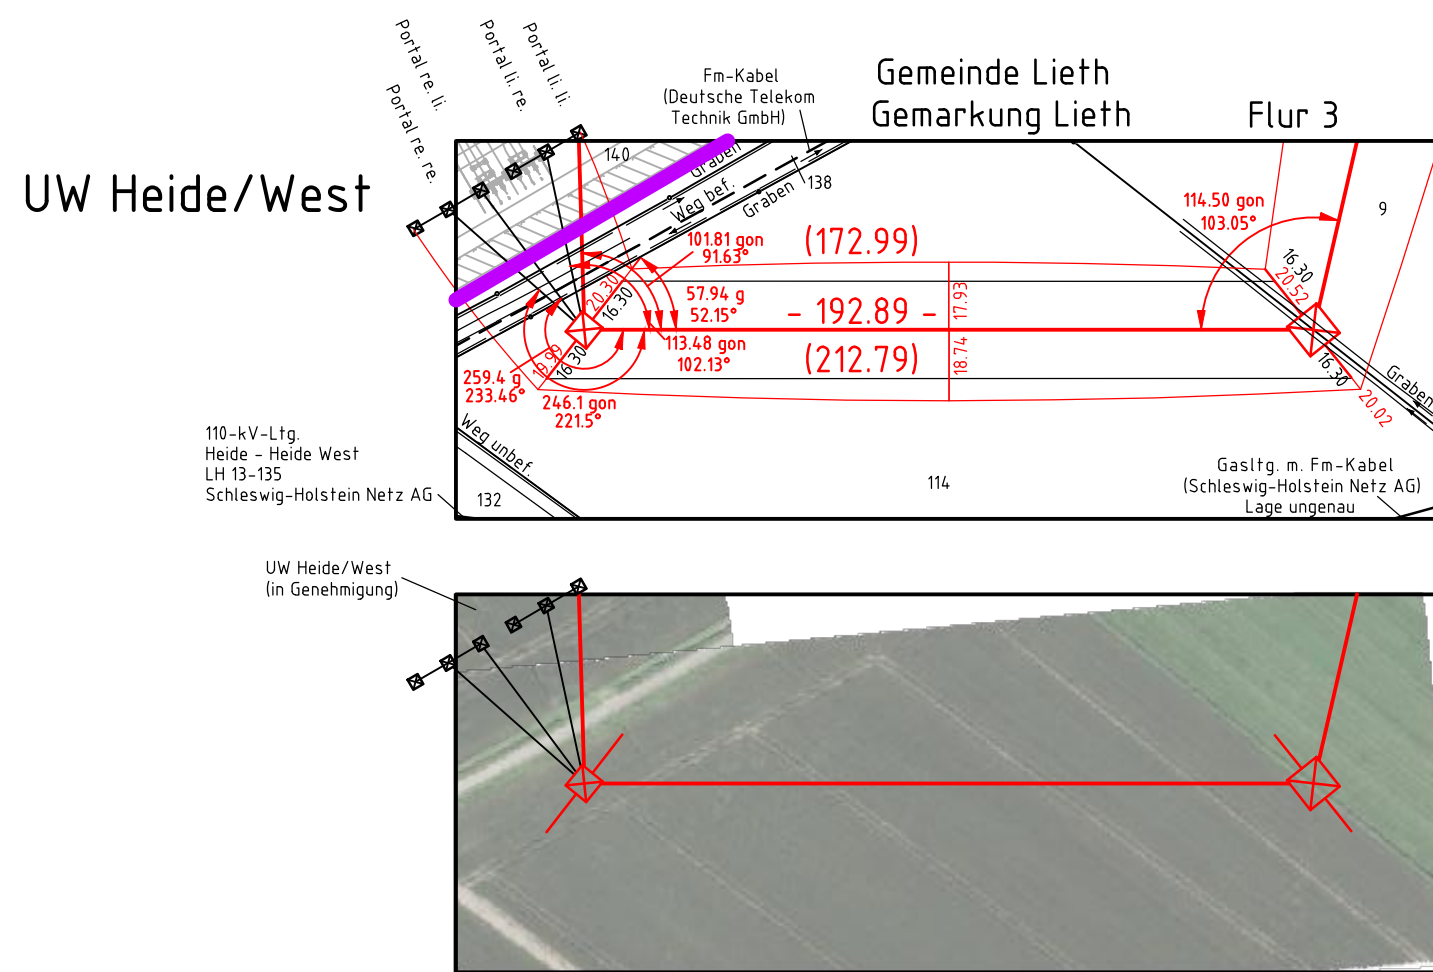 Portal re. li.
Portal re. re.
Portal li. re.
Portal li. li.
Fm-Kabel
(Deutsche Telekom
Technik GmbH)
Gemeinde Lieth
Gemarkung Lieth
Flur 3
UW Heide/West
140
Graben
Weg bef.
Graben
138
114.50 gon
103.05°
9
101.81 gon
91.63°
(172.99)
16.30
20.52
20.30
16.30
57.94 g
52.15°
- 192.89 -
17.93
113.48 gon
102.13°
(212.79)
18.74
19.99
16.30
16.30
20.02
Graben
259.4 g
233.46°
246.1 gon
221.5°
Weg unbef.
110-kV-Ltg.
Heide - Heide West
LH 13-135
Schleswig-Holstein Netz AG
132
114
Gasltg. m. Fm-Kabel
(Schleswig-Holstein Netz AG)
Lage ungenau
UW Heide/West
(in Genehmigung)